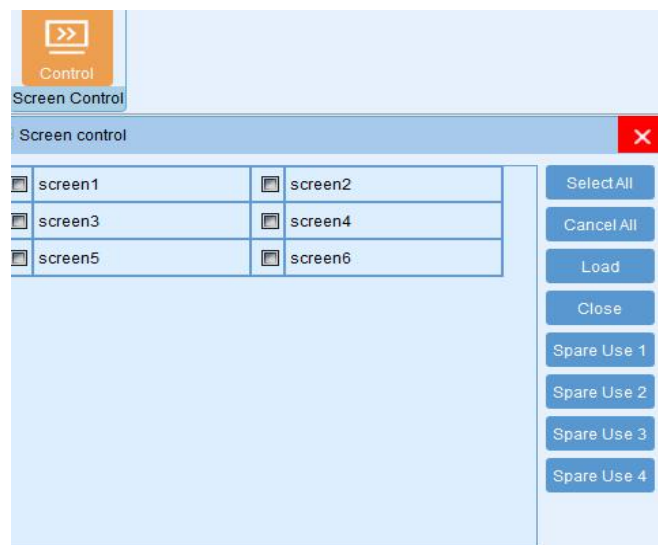 Control
Screen Control
Screen control
screen1
screen2
screen3
screen4
screen5
screen6
Select All
Cancel All
Load
Close
Spare Use 1
Spare Use 2
Spare Use 3
Spare Use 4